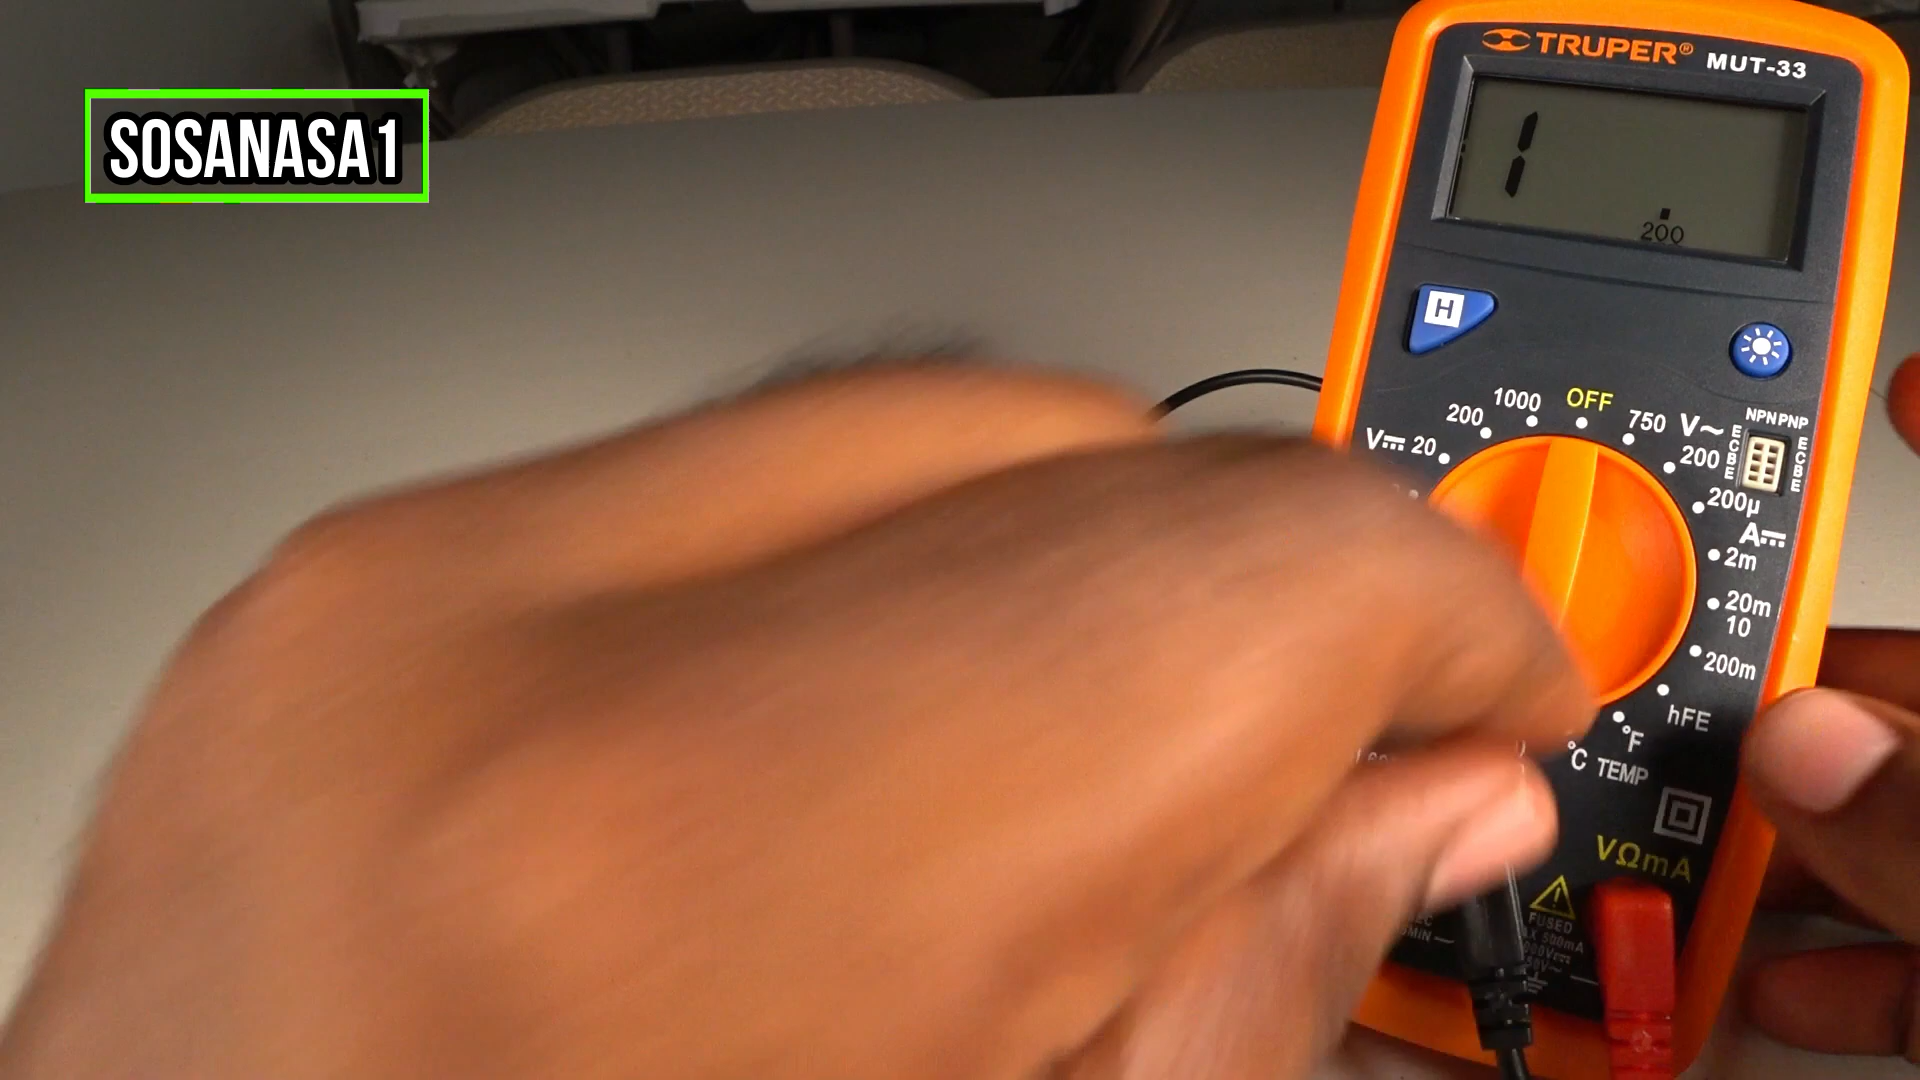 SOSANASA1
TRUPER® MUT-33
1
200
H
1000 OFF 750 V~
200
V⎓ 20
200
NPN PNP
E C B E
E C B E
200µ
A⎓
2m
20m
10
200m
hFE
°F
°C TEMP
VΩmA
FUSED